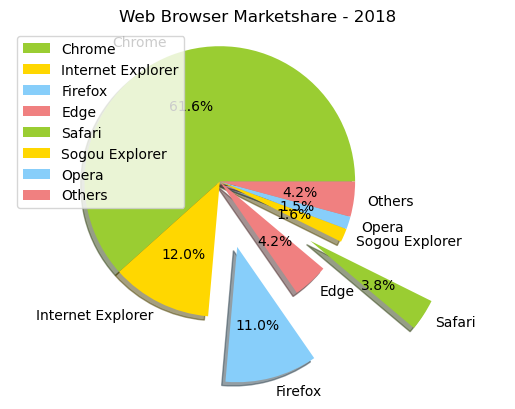 Web Browser Marketshare - 2018
Chrome
Chrome
Internet Explorer
Firefox
Edge
Safari
Sogou Explorer
Opera
Others
61.6%
12.0%
11.0%
4.2%
3.8%
1.6%
1.5%
4.2%
Others
Opera
Sogou Explorer
Edge
Safari
Internet Explorer
Firefox